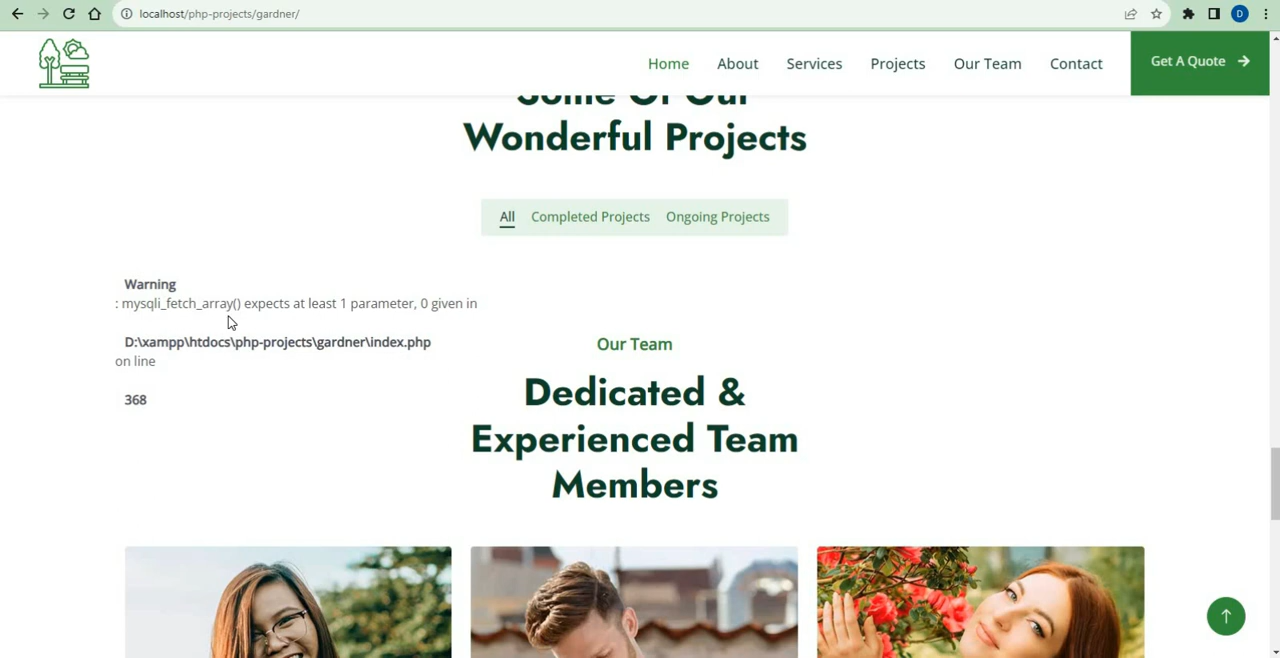 localhost/php-projects/gardner/
D
Home About Services Projects Our Team Contact Get A Quote
Some Of Our
Wonderful Projects
All Completed Projects Ongoing Projects
Warning
: mysqli_fetch_array() expects at least 1 parameter, 0 given in
D:\xampp\htdocs\php-projects\gardner\index.php
on line
368
Our Team
Dedicated &
Experienced Team
Members